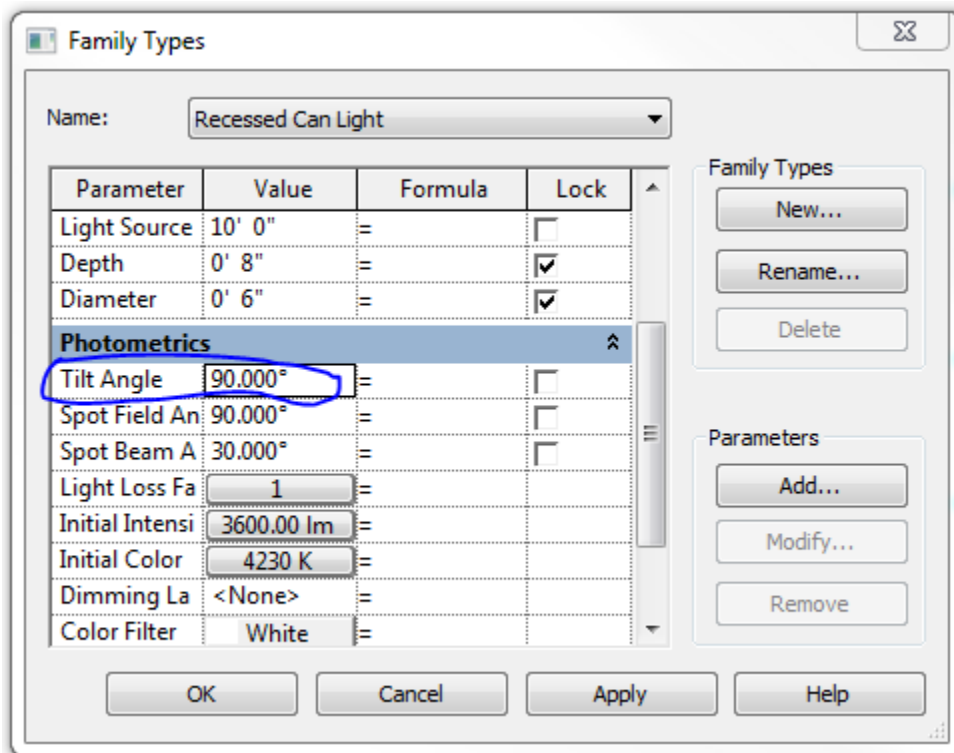 Family Types
Name: Recessed Can Light
Parameter Value Formula Lock
Light Source 10' 0" =
Depth 0' 8" =
Diameter 0' 6" =
Photometrics
Tilt Angle 90.000° =
Spot Field An 90.000° =
Spot Beam A 30.000° =
Light Loss Fa 1 =
Initial Intensi 3600.00 lm =
Initial Color 4230 K =
Dimming La <None> =
Color Filter White =
Family Types
New...
Rename...
Delete
Parameters
Add...
Modify...
Remove
OK Cancel Apply Help